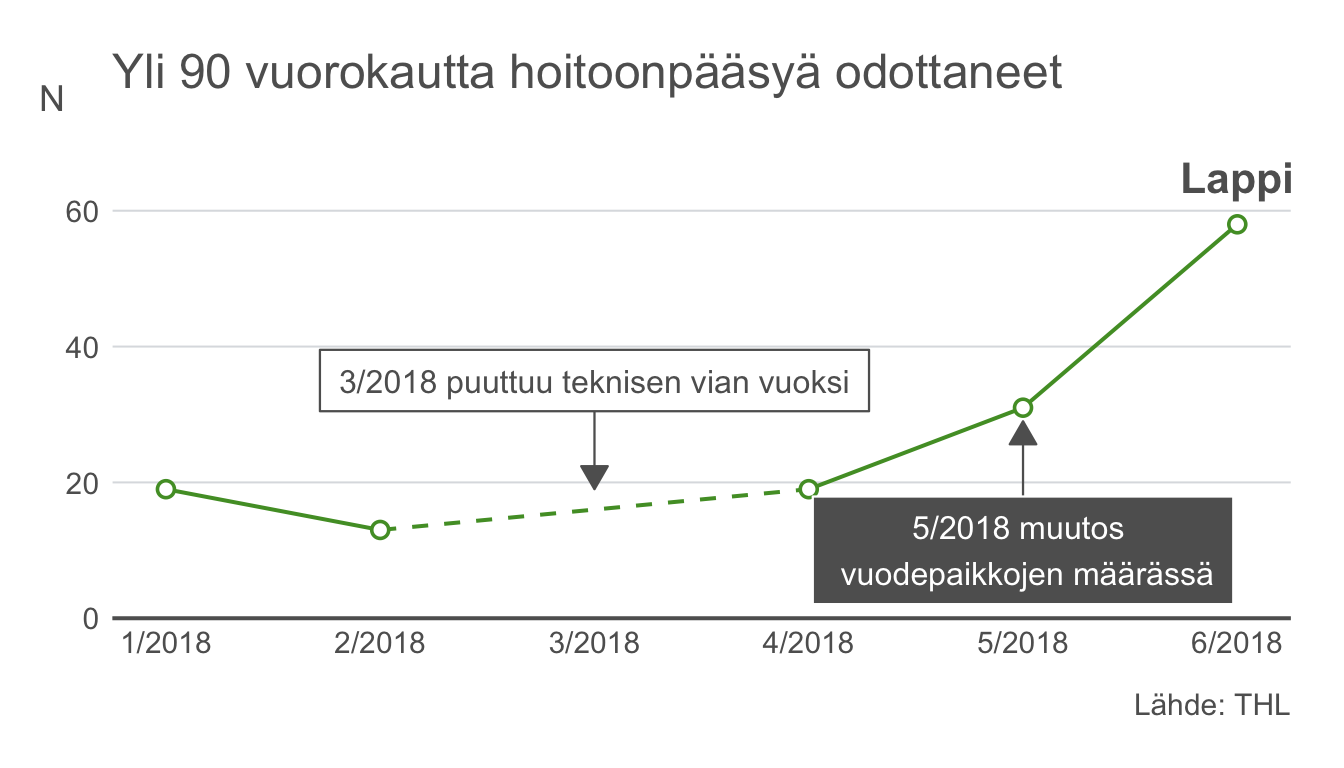 Yli 90 vuorokautta hoitoonpääsyä odottaneet
N
Lappi
60
40
3/2018 puuttuu teknisen vian vuoksi
20
5/2018 muutos
vuodepaikkojen määrässä
0
1/2018 2/2018 3/2018 4/2018 5/2018 6/2018
Lähde: THL